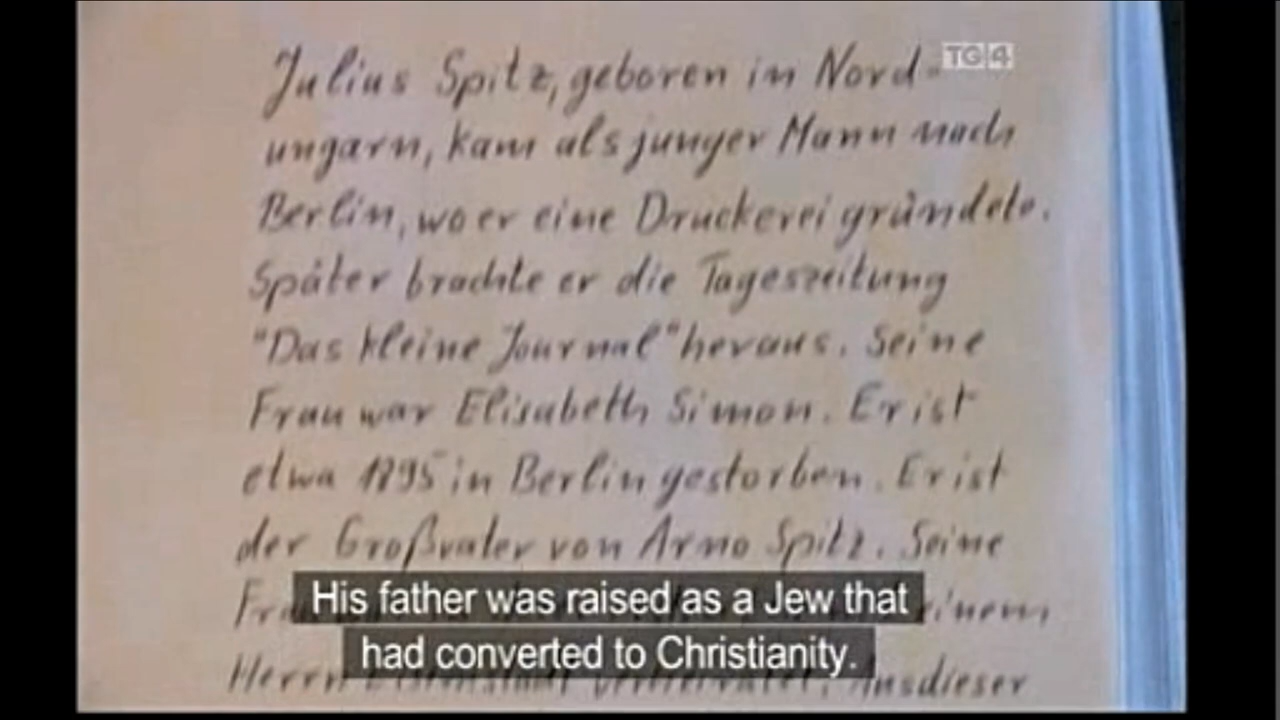 TG4
Julius Spitz, geboren in Nord-
ungarn, kam als junger Mann nach
Berlin, wo er eine Druckerei gründete.
Später brachte er die Tageszeitung
"Das kleine Journal" heraus. Seine
Frau war Elisabeth Simon. Er ist
etwa 1895 in Berlin gestorben. Er ist
der Großvater von Arno Spitz. Seine
His father was raised as a Jew that
had converted to Christianity.
Herrn
Ausdieser